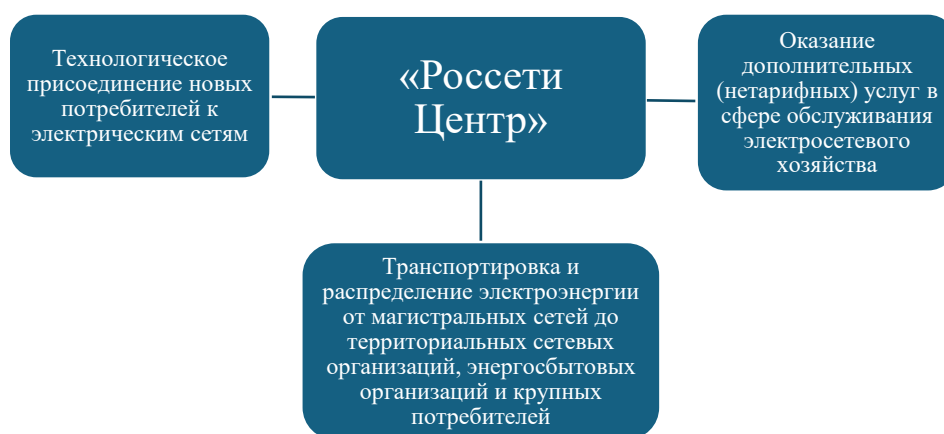 Технологическое
присоединение новых
потребителей к
электрическим сетям
«Россети
Центр»
Оказание
дополнительных
(нетарифных) услуг в
сфере обслуживания
электросетевого
хозяйства
Транспортировка и
распределение электроэнергии
от магистральных сетей до
территориальных сетевых
организаций, энергосбытовых
организаций и крупных
потребителей